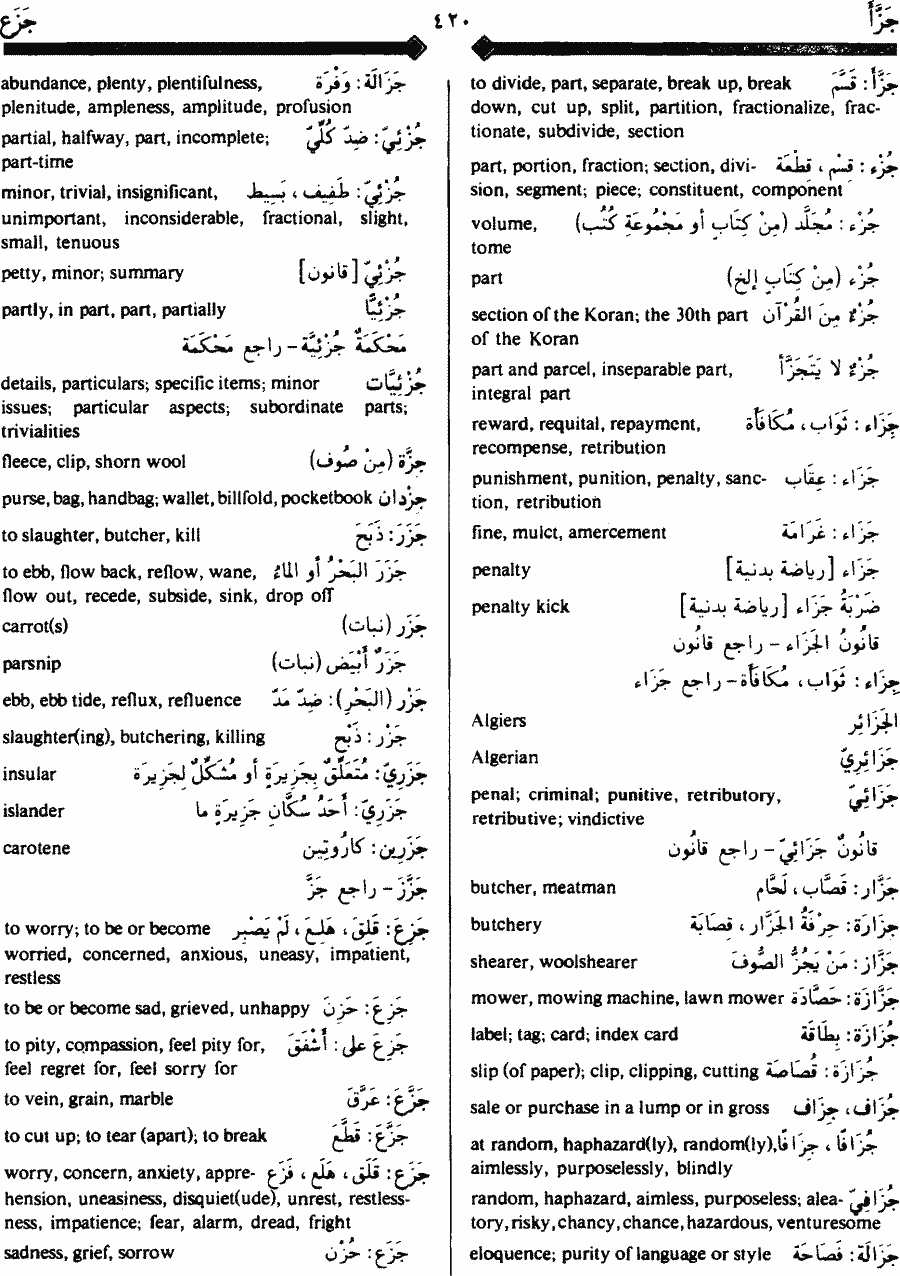 جَزَّأَ
٤٢٠
جَزَع
to divide, part, separate, break up, break جَزَّأَ : قَسَّمَ
down, cut up, split, partition, fractionalize, frac-
tionate, subdivide, section
part, portion, fraction; section, divi- جُزْء : قِسْم ، قِطْعَة
sion, segment; piece; constituent, component
volume, جُزْء : مُجَلَّد (مِنْ كِتَابٍ أو مَجْمُوعَةِ كُتُب)
tome
part جُزْء (مِنْ كِتَابٍ إلخ)
section of the Koran; the 30th part جُزْءٌ مِنَ القُرْآن
of the Koran
part and parcel, inseparable part, جُزْءٌ لا يَتَجَزَّأ
integral part
reward, requital, repayment, جَزَاء : ثَوَاب ، مُكَافَأَة
recompense, retribution
punishment, punition, penalty, sanc- جَزَاء : عِقَاب
tion, retribution
fine, mulct, amercement جَزَاء : غَرَامَة
penalty جَزَاء [رياضة بدنية]
penalty kick ضَرْبَةُ جَزَاء [رياضة بدنية]
قَانُونُ الجَزَاء - راجع قانون
جِزاء : ثَوَاب ، مُكَافَأَة - راجع جَزَاء
Algiers الجَزَائِر
Algerian جَزَائِرِيّ
penal; criminal; punitive, retributory, جَزَائِيّ
retributive; vindictive
قانُونٌ جَزَائِيّ - راجع قانُون
butcher, meatman جَزَّار : قَصَّاب ، لَحَّام
butchery جِزَارَة : حِرْفَةُ الجَزَّار ، قِصَابَة
shearer, woolshearer جَزَّاز : مَنْ يَجُزُّ الصُّوفَ
mower, mowing machine, lawn mower جَزَّازَة : حَصَّادَة
label; tag; card; index card جُزَازَة : بِطَاقَة
slip (of paper); clip, clipping, cutting جُزَازَة : قُصَاصَة
sale or purchase in a lump or in gross جُزَاف ، جِزَاف
at random, haphazard(ly), random(ly), جُزَافًا ، جِزَافًا
aimlessly, purposelessly, blindly
random, haphazard, aimless, purposeless; alea- جُزَافِيّ
tory, risky, chancy, chance, hazardous, venturesome
eloquence; purity of language or style جَزَالَة : فَصَاحَة
abundance, plenty, plentifulness, جَزَالَة : وَفْرَة
plenitude, ampleness, amplitude, profusion
partial, halfway, part, incomplete; جُزْئِيّ : ضِدّ كُلِّيّ
part-time
minor, trivial, insignificant, جُزْئِيّ : طَفِيف ، بَسِيط
unimportant, inconsiderable, fractional, slight,
small, tenuous
petty, minor; summary جُزْئِيّ [قانون]
partly, in part, part, partially جُزْئِيًّا
مَحْكَمَةٌ جُزْئِيَّة - راجع مَحْكَمَة
details, particulars; specific items; minor جُزْئِيَّات
issues; particular aspects; subordinate parts;
trivialities
fleece, clip, shorn wool جِزَّة (مِنْ صُوف)
purse, bag, handbag; wallet, billfold, pocketbook جزْدان
to slaughter, butcher, kill جَزَرَ : ذَبَحَ
to ebb, flow back, reflow, wane, جَزَرَ البَحْرُ أو الماءُ
flow out, recede, subside, sink, drop off
carrot(s) جَزَر (نبات)
parsnip جَزَرٌ أَبْيَض (نبات)
ebb, ebb tide, reflux, refluence جَزْر (البَحْرِ) : ضِدّ مَدّ
slaughter(ing), butchering, killing جَزْر : ذَبْح
insular جَزَرِيّ : مُتَعَلِّقٌ بِجَزِيرَةٍ أو مُشَكِّلٌ لِجَزِيرَة
islander جَزَرِيّ : أَحَدُ سُكَّانِ جَزِيرَةٍ ما
carotene جَزَرِين : كارُوتِين
جَزَّزَ - راجع جَزَّ
to worry; to be or become جَزِعَ : قَلِقَ ، هَلِعَ ، لَمْ يَصْبِر
worried, concerned, anxious, uneasy, impatient,
restless
to be or become sad, grieved, unhappy جَزِعَ : حَزِنَ
to pity, compassion, feel pity for, جَزِعَ على : أَشْفَقَ
feel regret for, feel sorry for
to vein, grain, marble جَزَّعَ : عَرَّقَ
to cut up; to tear (apart); to break جَزَّعَ : قَطَّعَ
worry, concern, anxiety, appre- جَزَع : قَلَق ، هَلَع ، فَزَع
hension, uneasiness, disquiet(ude), unrest, restless-
ness, impatience; fear, alarm, dread, fright
sadness, grief, sorrow جَزَع : حُزْن